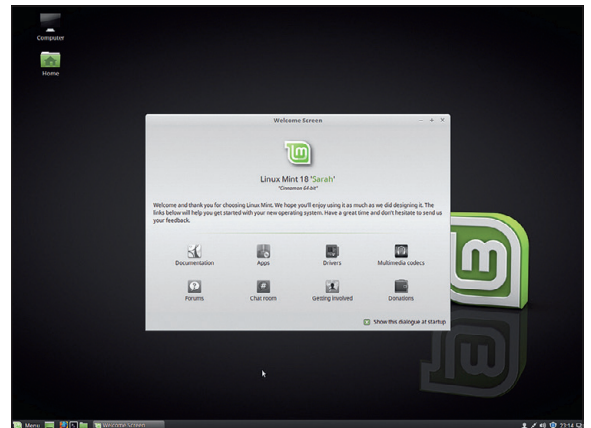 Computer
Home
Welcome Screen
Linux Mint 18 'Sarah'
"Cinnamon 64-bit"
Welcome and thank you for choosing Linux Mint. We hope you'll enjoy using it as much as we did designing it. The
links below will help you get started with your new operating system. Have a great time and don't hesitate to send us
your feedback.
Documentation
Apps
Drivers
Multimedia codecs
Forums
Chat room
Getting involved
Donations
Show this dialogue at startup
Menu
Welcome Screen
23:14